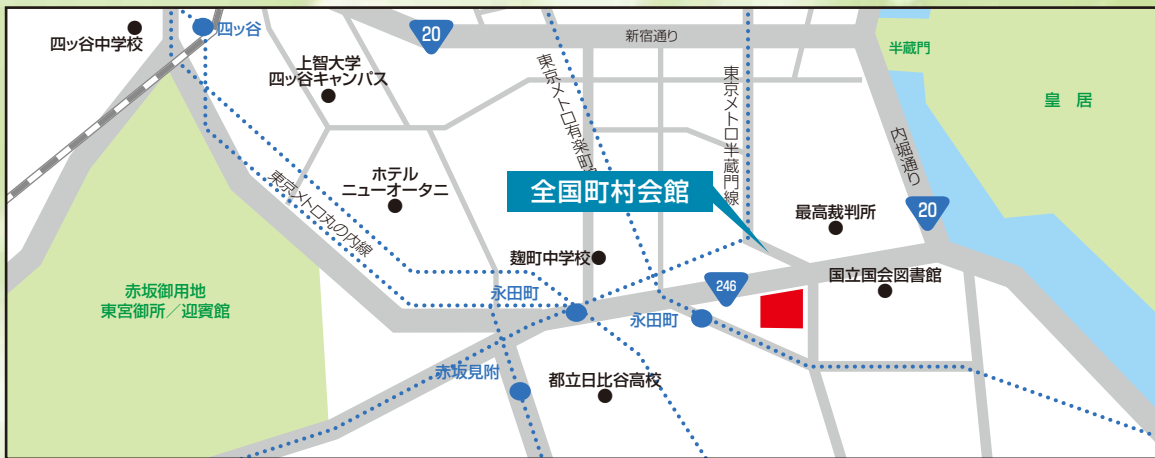 四ッ谷中学校
四ッ谷
20
新宿通り
半蔵門
皇居
上智大学
四ッ谷キャンパス
東京メトロ有楽町
東京メトロ半蔵門線
内堀通り
ホテル
ニューオータニ
東京メトロ丸の内線
全国町村会館
最高裁判所
20
麹町中学校
国立国会図書館
246
永田町
永田町
赤坂御用地
東宮御所／迎賓館
赤坂見附
都立日比谷高校